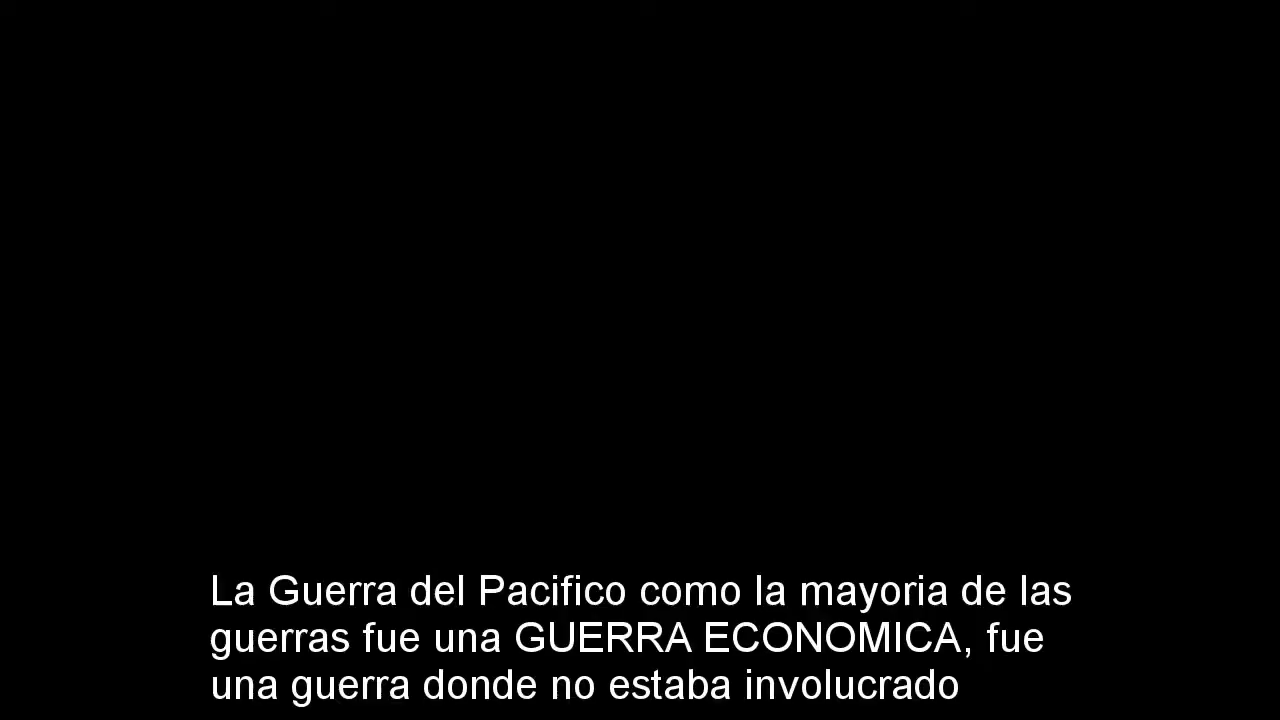 La Guerra del Pacifico como la mayoria de las
guerras fue una GUERRA ECONOMICA, fue
una guerra donde no estaba involucrado